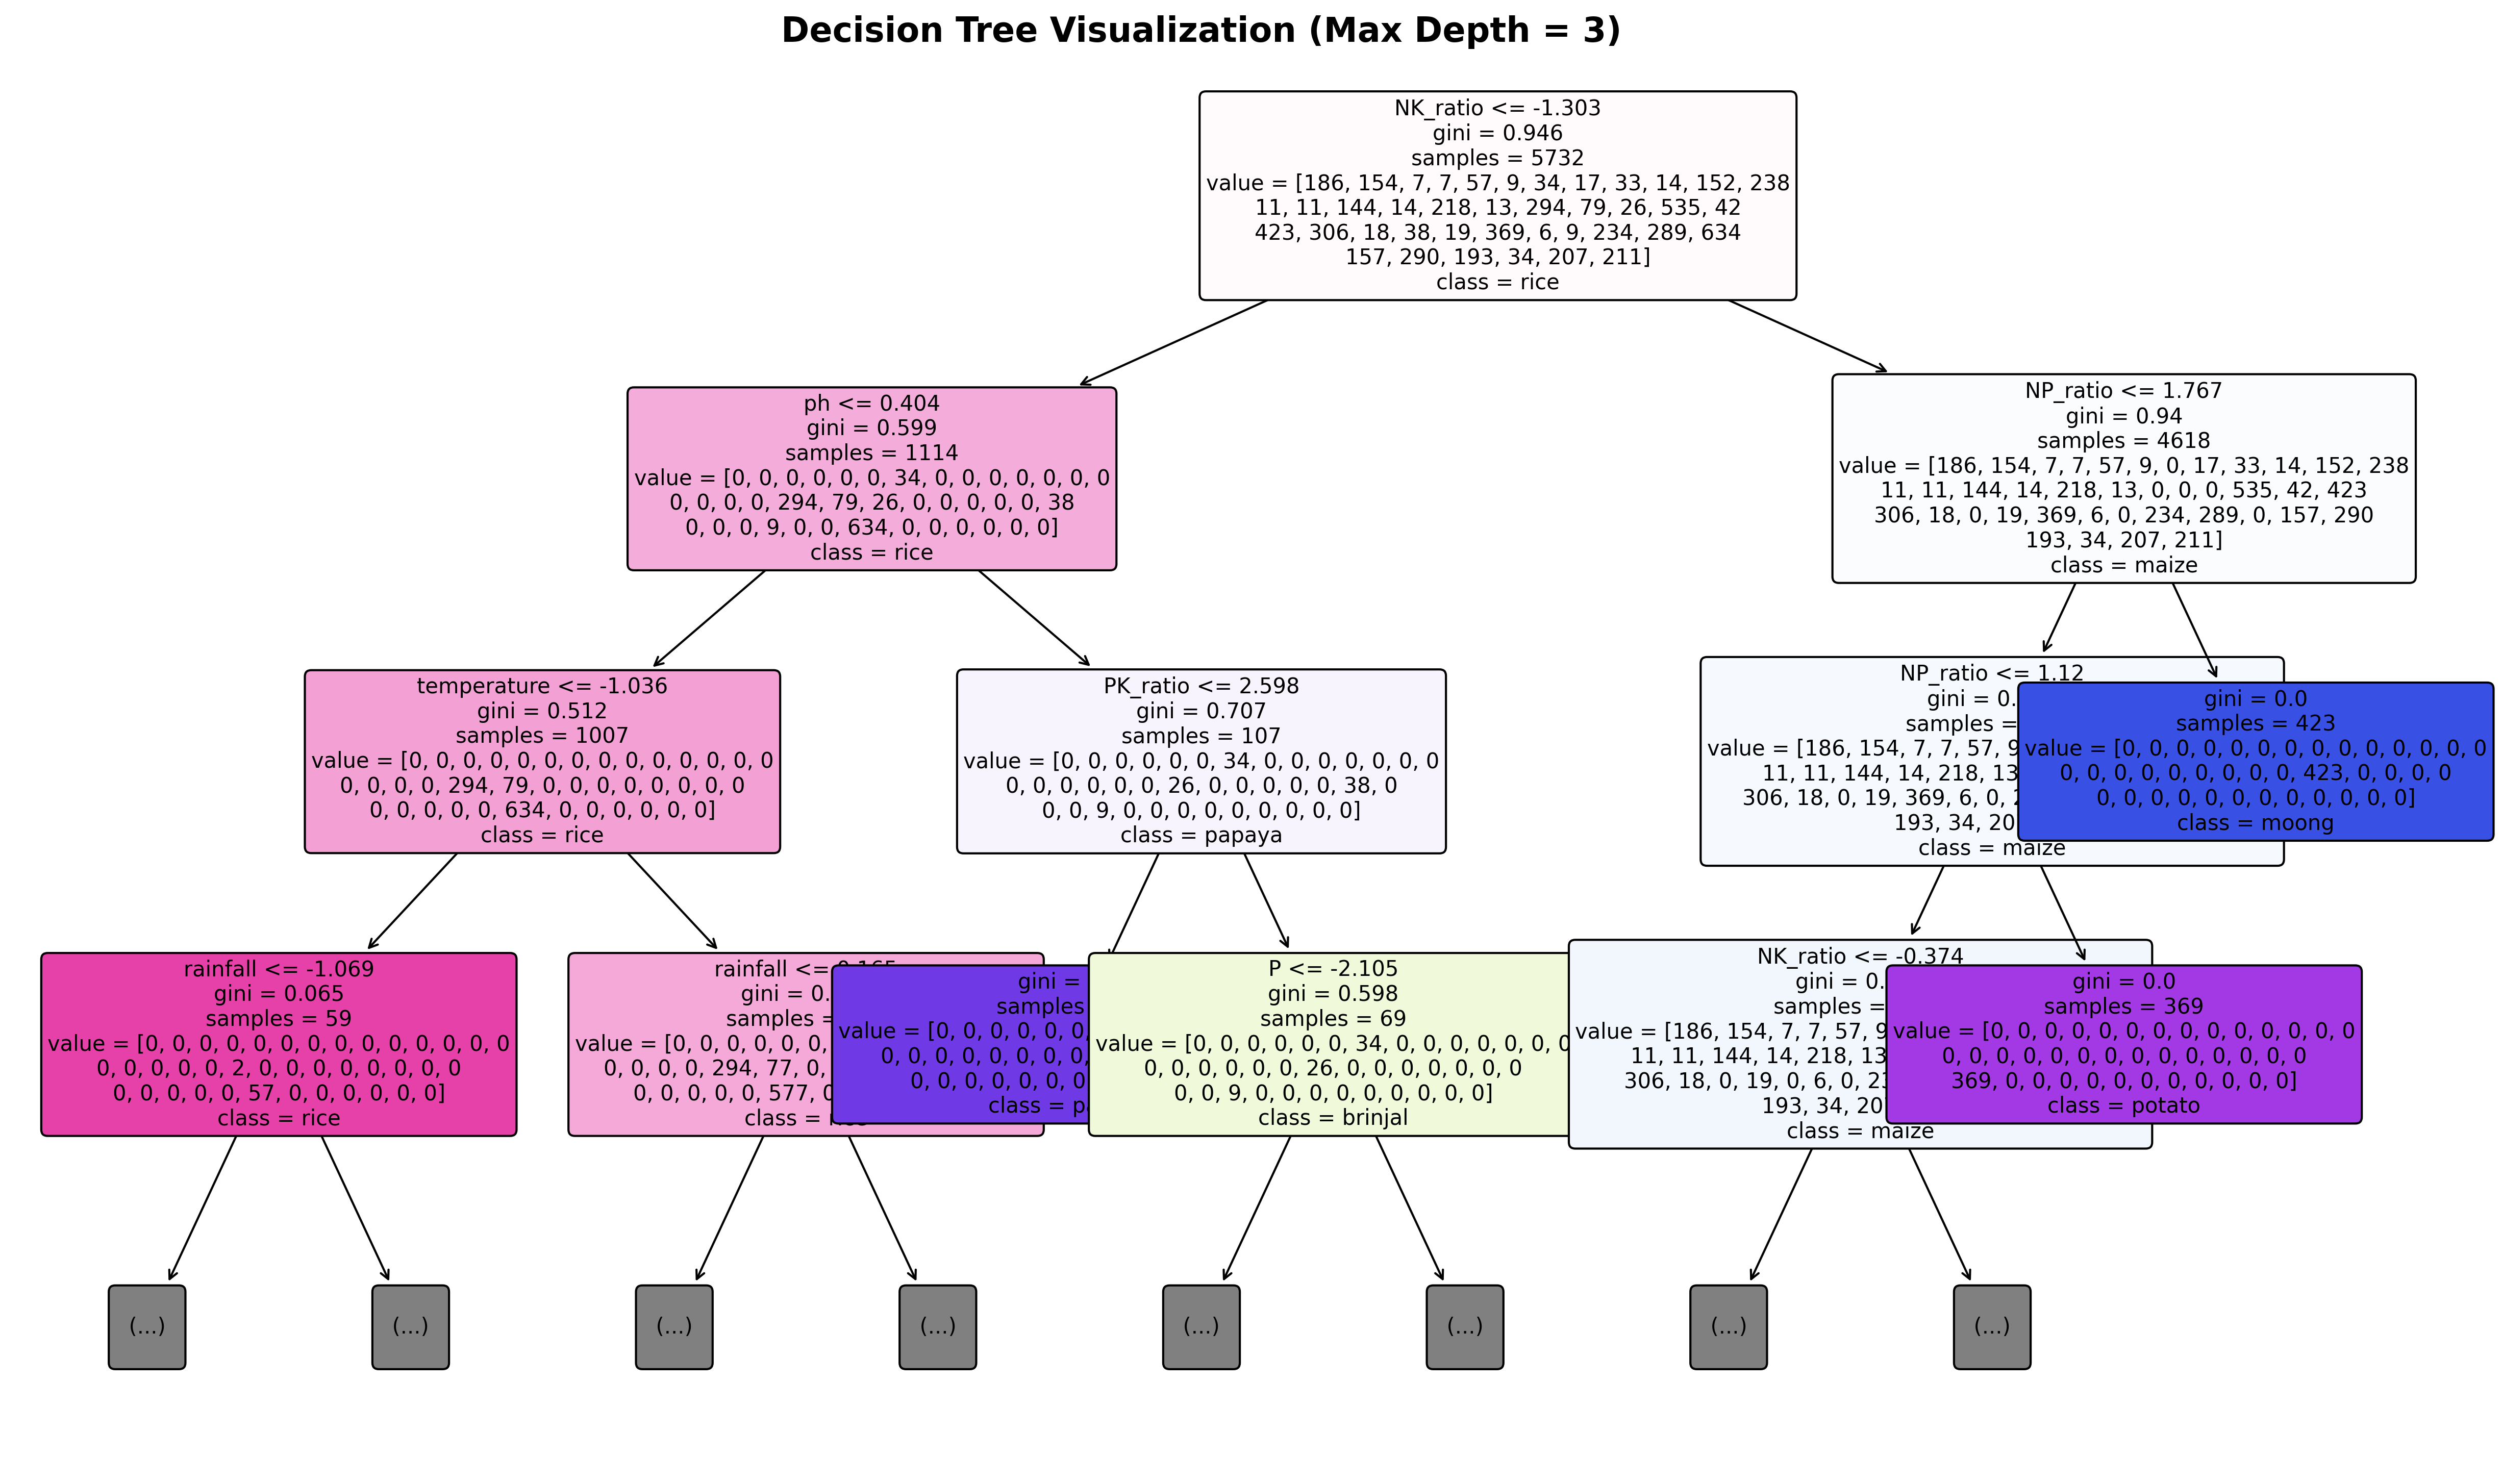 Decision Tree Visualization (Max Depth = 3)
NK_ratio <= -1.303
gini = 0.946
samples = 5732
value = [186, 154, 7, 7, 57, 9, 34, 17, 33, 14, 152, 238
11, 11, 144, 14, 218, 13, 294, 79, 26, 535, 42
423, 306, 18, 38, 19, 369, 6, 9, 234, 289, 634
157, 290, 193, 34, 207, 211]
class = rice
ph <= 0.404
gini = 0.599
samples = 1114
value = [0, 0, 0, 0, 0, 0, 34, 0, 0, 0, 0, 0, 0, 0
0, 0, 0, 0, 294, 79, 26, 0, 0, 0, 0, 0, 38
0, 0, 0, 9, 0, 0, 634, 0, 0, 0, 0, 0, 0]
class = rice
NP_ratio <= 1.767
gini = 0.94
samples = 4618
value = [186, 154, 7, 7, 57, 9, 0, 17, 33, 14, 152, 238
11, 11, 144, 14, 218, 13, 0, 0, 0, 535, 42, 423
306, 18, 0, 19, 369, 6, 0, 234, 289, 0, 157, 290
193, 34, 207, 211]
class = maize
temperature <= -1.036
gini = 0.512
samples = 1007
value = [0, 0, 0, 0, 0, 0, 0, 0, 0, 0, 0, 0, 0, 0
0, 0, 0, 0, 294, 79, 0, 0, 0, 0, 0, 0, 0, 0
0, 0, 0, 0, 0, 634, 0, 0, 0, 0, 0, 0]
class = rice
PK_ratio <= 2.598
gini = 0.707
samples = 107
value = [0, 0, 0, 0, 0, 0, 34, 0, 0, 0, 0, 0, 0, 0
0, 0, 0, 0, 0, 0, 26, 0, 0, 0, 0, 0, 38, 0
0, 0, 9, 0, 0, 0, 0, 0, 0, 0, 0, 0]
class = papaya
NP_ratio <= 1.12
gini = 0.
samples =
value = [186, 154, 7, 7, 57, 9
11, 11, 144, 14, 218, 13
306, 18, 0, 19, 369, 6, 0,
193, 34, 20
class = maize
gini = 0.0
samples = 423
value = [0, 0, 0, 0, 0, 0, 0, 0, 0, 0, 0, 0, 0, 0
0, 0, 0, 0, 0, 0, 0, 0, 0, 423, 0, 0, 0, 0
0, 0, 0, 0, 0, 0, 0, 0, 0, 0, 0, 0]
class = moong
rainfall <= -1.069
gini = 0.065
samples = 59
value = [0, 0, 0, 0, 0, 0, 0, 0, 0, 0, 0, 0, 0, 0
0, 0, 0, 0, 0, 2, 0, 0, 0, 0, 0, 0, 0, 0
0, 0, 0, 0, 0, 57, 0, 0, 0, 0, 0, 0]
class = rice
rainfall <=
gini = 0.
samples =
value = [0, 0, 0, 0, 0, 0,
0, 0, 0, 0, 294, 77, 0,
0, 0, 0, 0, 0, 577, 0
class =
gini =
samples
value = [0, 0, 0, 0, 0, 0,
0, 0, 0, 0, 0, 0, 0, 0,
0, 0, 0, 0, 0, 0, 0
class =
P <= -2.105
gini = 0.598
samples = 69
value = [0, 0, 0, 0, 0, 0, 34, 0, 0, 0, 0, 0, 0, 0
0, 0, 0, 0, 0, 0, 26, 0, 0, 0, 0, 0, 0, 0
0, 0, 9, 0, 0, 0, 0, 0, 0, 0, 0, 0]
class = brinjal
NK_ratio <= -0.374
gini = 0.
samples =
value = [186, 154, 7, 7, 57, 9
11, 11, 144, 14, 218, 13
306, 18, 0, 19, 0, 6, 0, 23
193, 34, 20
class = maize
gini = 0.0
samples = 369
value = [0, 0, 0, 0, 0, 0, 0, 0, 0, 0, 0, 0, 0, 0
0, 0, 0, 0, 0, 0, 0, 0, 0, 0, 0, 0, 0, 0
369, 0, 0, 0, 0, 0, 0, 0, 0, 0, 0, 0]
class = potato
(...)
(...)
(...)
(...)
(...)
(...)
(...)
(...)